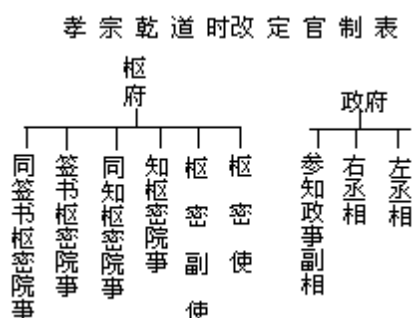 孝宗乾道时改定官制表
枢府
政府
同签书枢密院事
签书枢密院事
同知枢密院事
知枢密院事
枢密副使
枢密使
参知政事副相
右丞相
左丞相